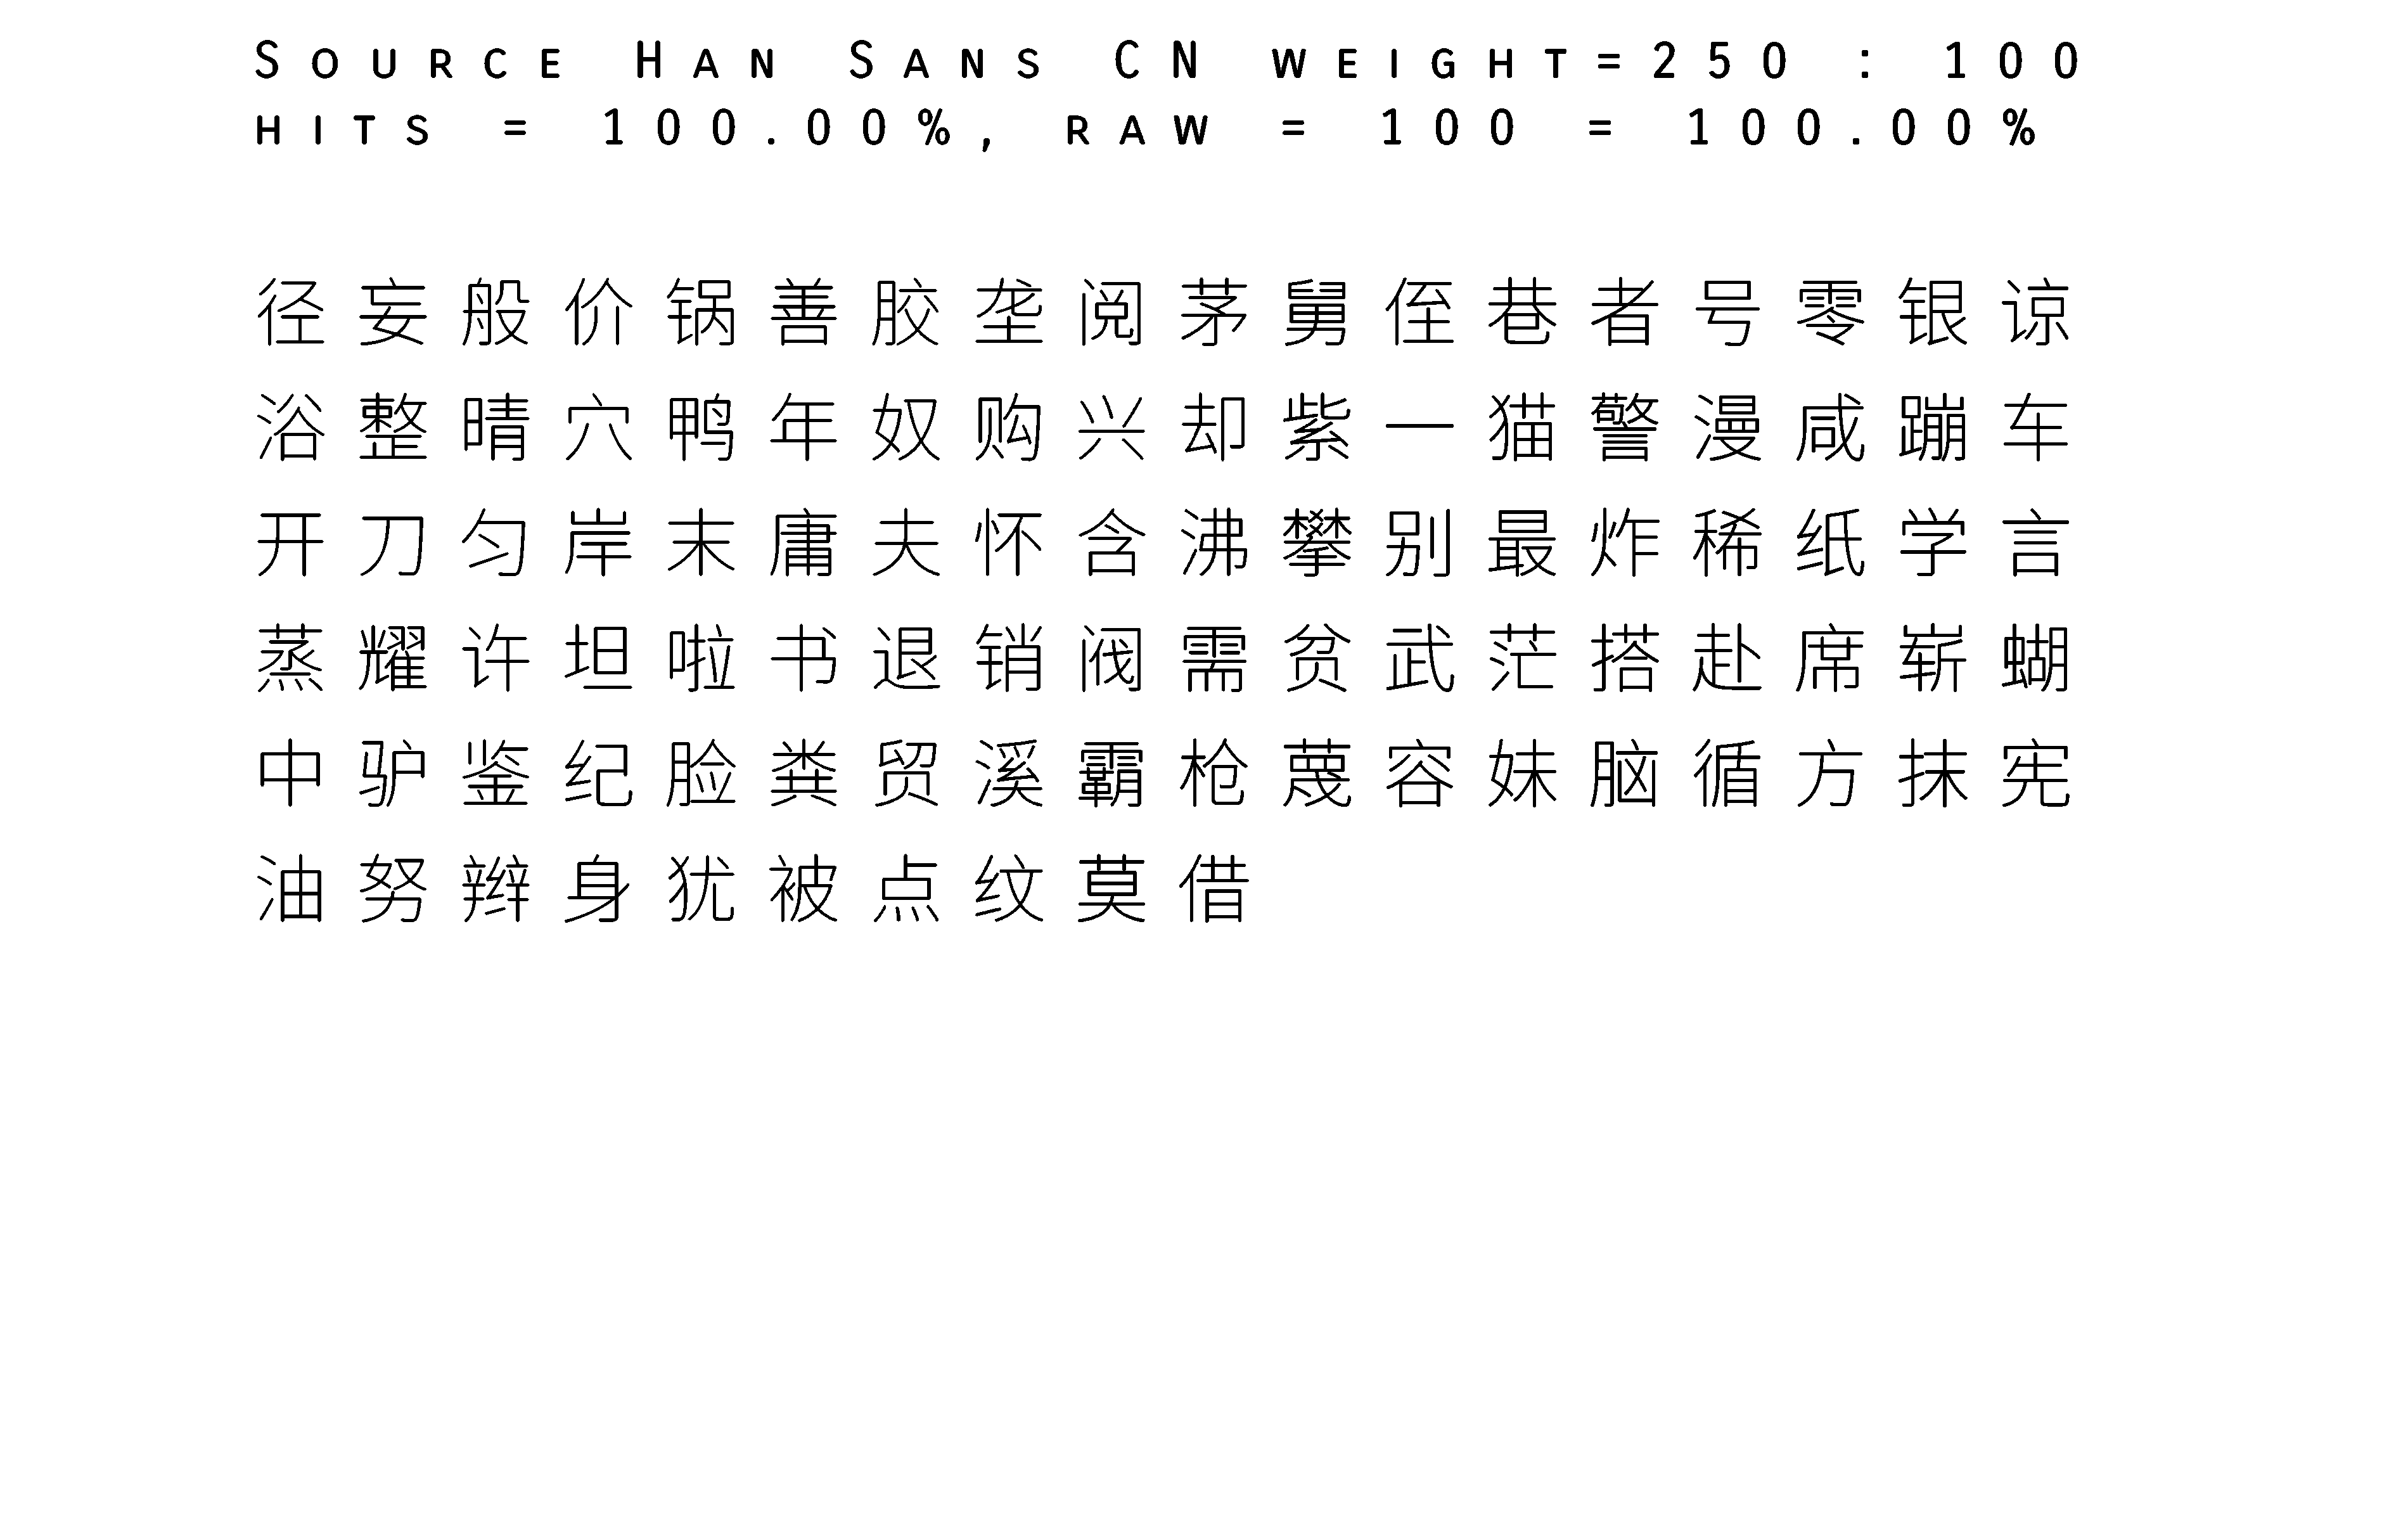 Source Han Sans CN weight=250 : 100
hits = 100.00%, raw = 100 = 100.00%
径妄般价锅善胶垄阅茅舅侄巷者号零银谅
浴整晴穴鸭年奴购兴却紫一猫警漫咸蹦车
开刀匀岸末庸夫怀含沸攀别最炸稀纸学言
蒸耀许坦啦书退销阀需贫武茫搭赴席崭蝴
中驴鉴纪脸粪贸溪霸枪蔑容妹脑循方抹宪
油努辫身犹被点纹莫借